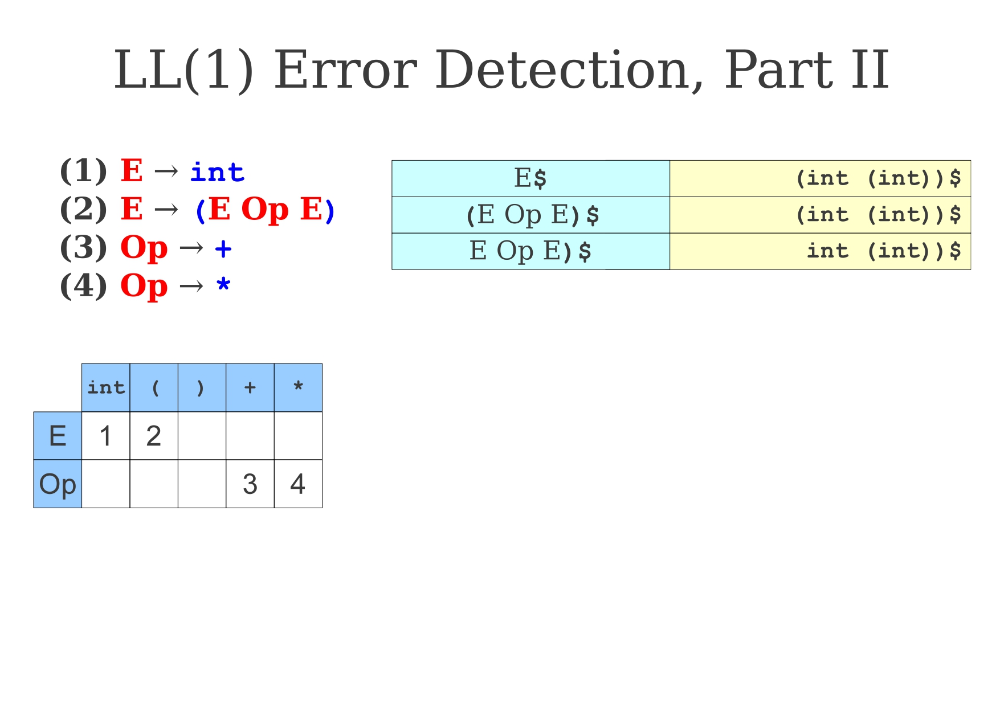 LL(1) Error Detection, Part II
(1) E → int
(2) E → (E Op E)
(3) Op → +
(4) Op → *
E$ (int (int))$
(E Op E)$ (int (int))$
E Op E)$ int (int))$
int ( ) + *
E 1 2
Op 3 4